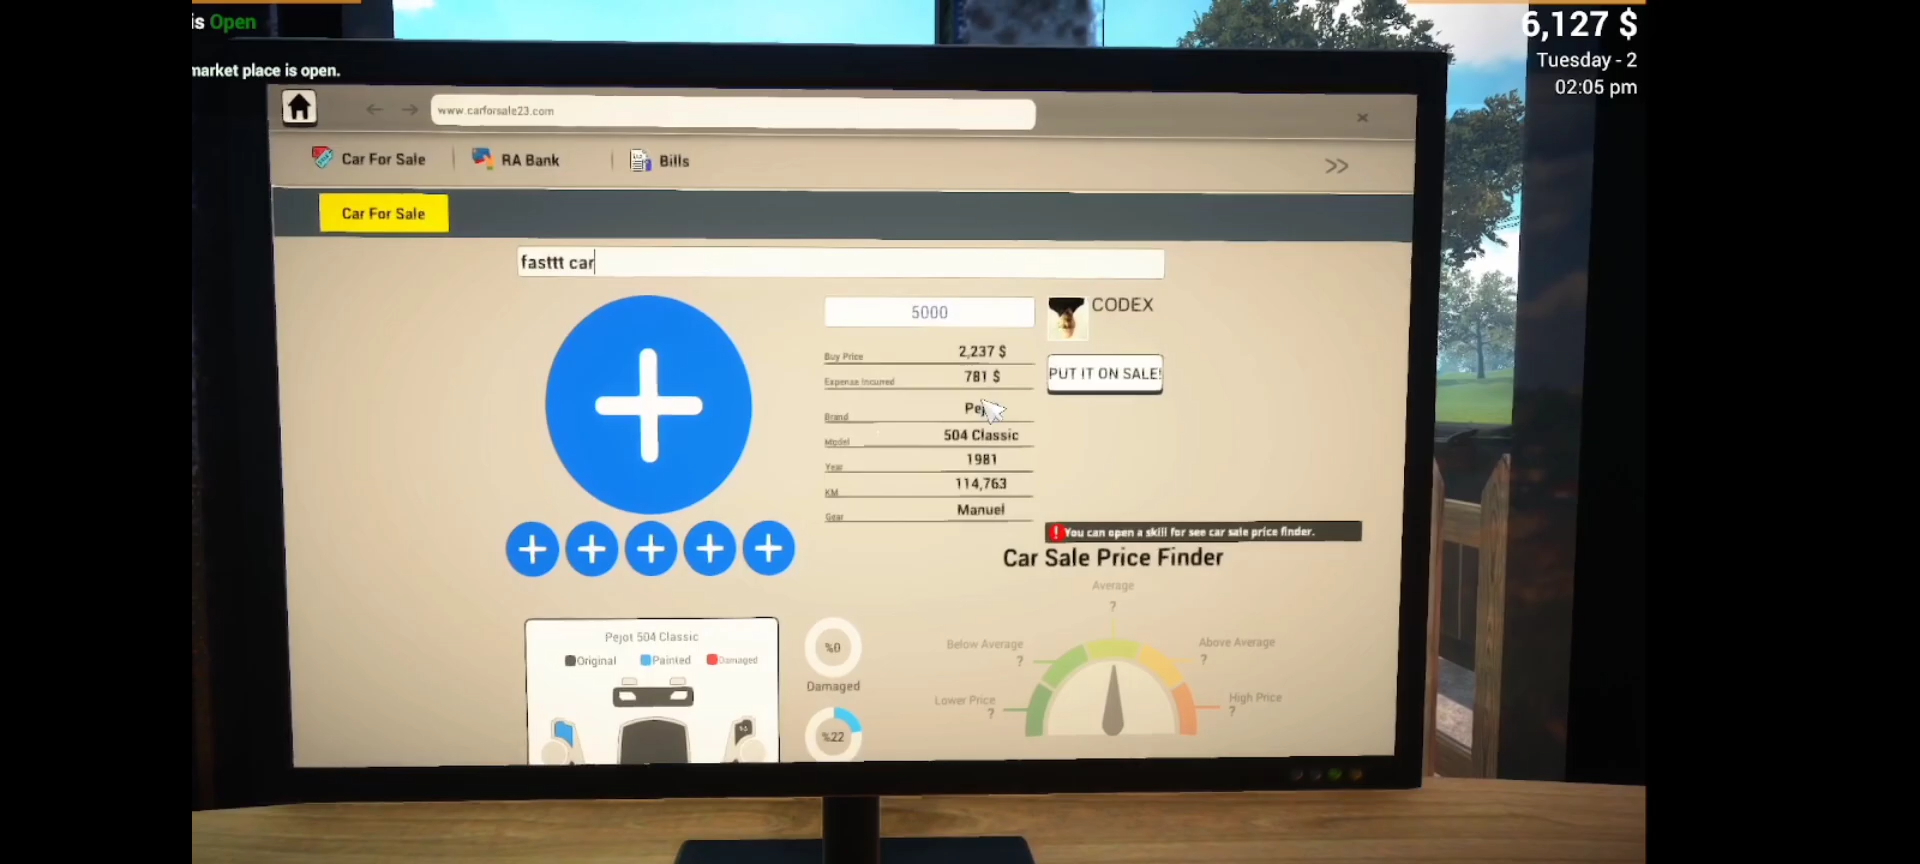 is Open
market place is open.
6,127 $
Tuesday - 2
02:05 pm
www.carforsale23.com
Car For Sale
RA Bank
Bills
>>
Car For Sale
fasttt car
5000
CODEX
PUT IT ON SALE!
Buy Price 2,237 $
Expense Incurred 781 $
Brand
Model 504 Classic
Year 1981
KM 114,763
Gear Manuel
! You can open a skill for see car sale price finder.
Car Sale Price Finder
Average
?
Below Average
?
Above Average
?
Lower Price
?
High Price
?
Pejot 504 Classic
Original Painted Damaged
%0
Damaged
%22